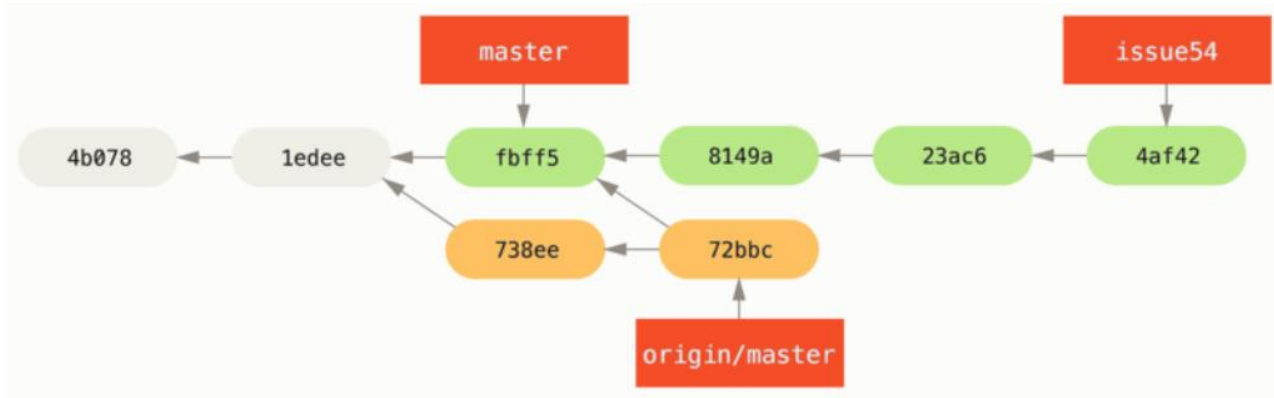 master
issue54
4b078
1edee
fbff5
8149a
23ac6
4af42
738ee
72bbc
origin/master